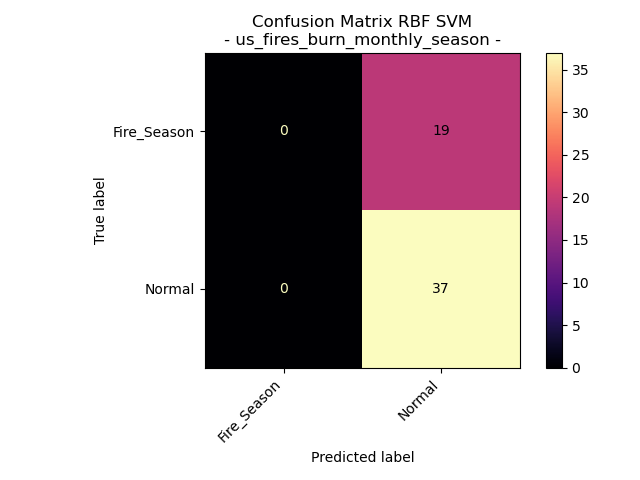 Confusion Matrix RBF SVM
- us_fires_burn_monthly_season -
Fire_Season
0
19
Normal
0
37
Fire_Season
Normal
True label
Predicted label
35
30
25
20
15
10
5
0